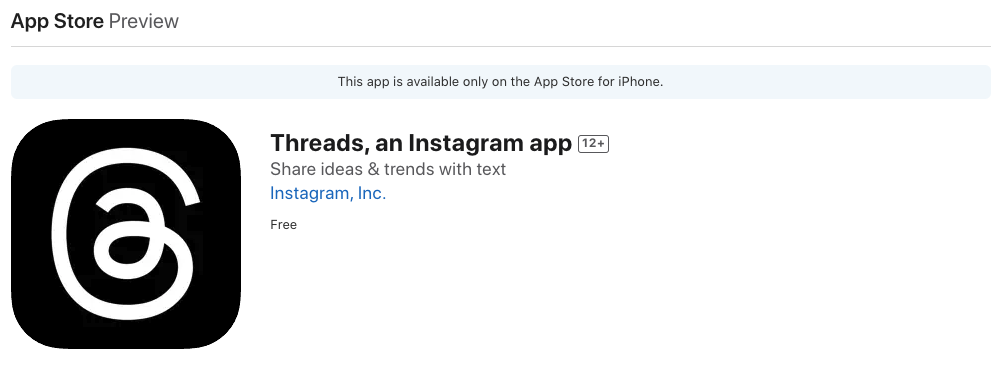 App Store Preview
This app is available only on the App Store for iPhone.
Threads, an Instagram app 12+
Share ideas & trends with text
Instagram, Inc.
Free